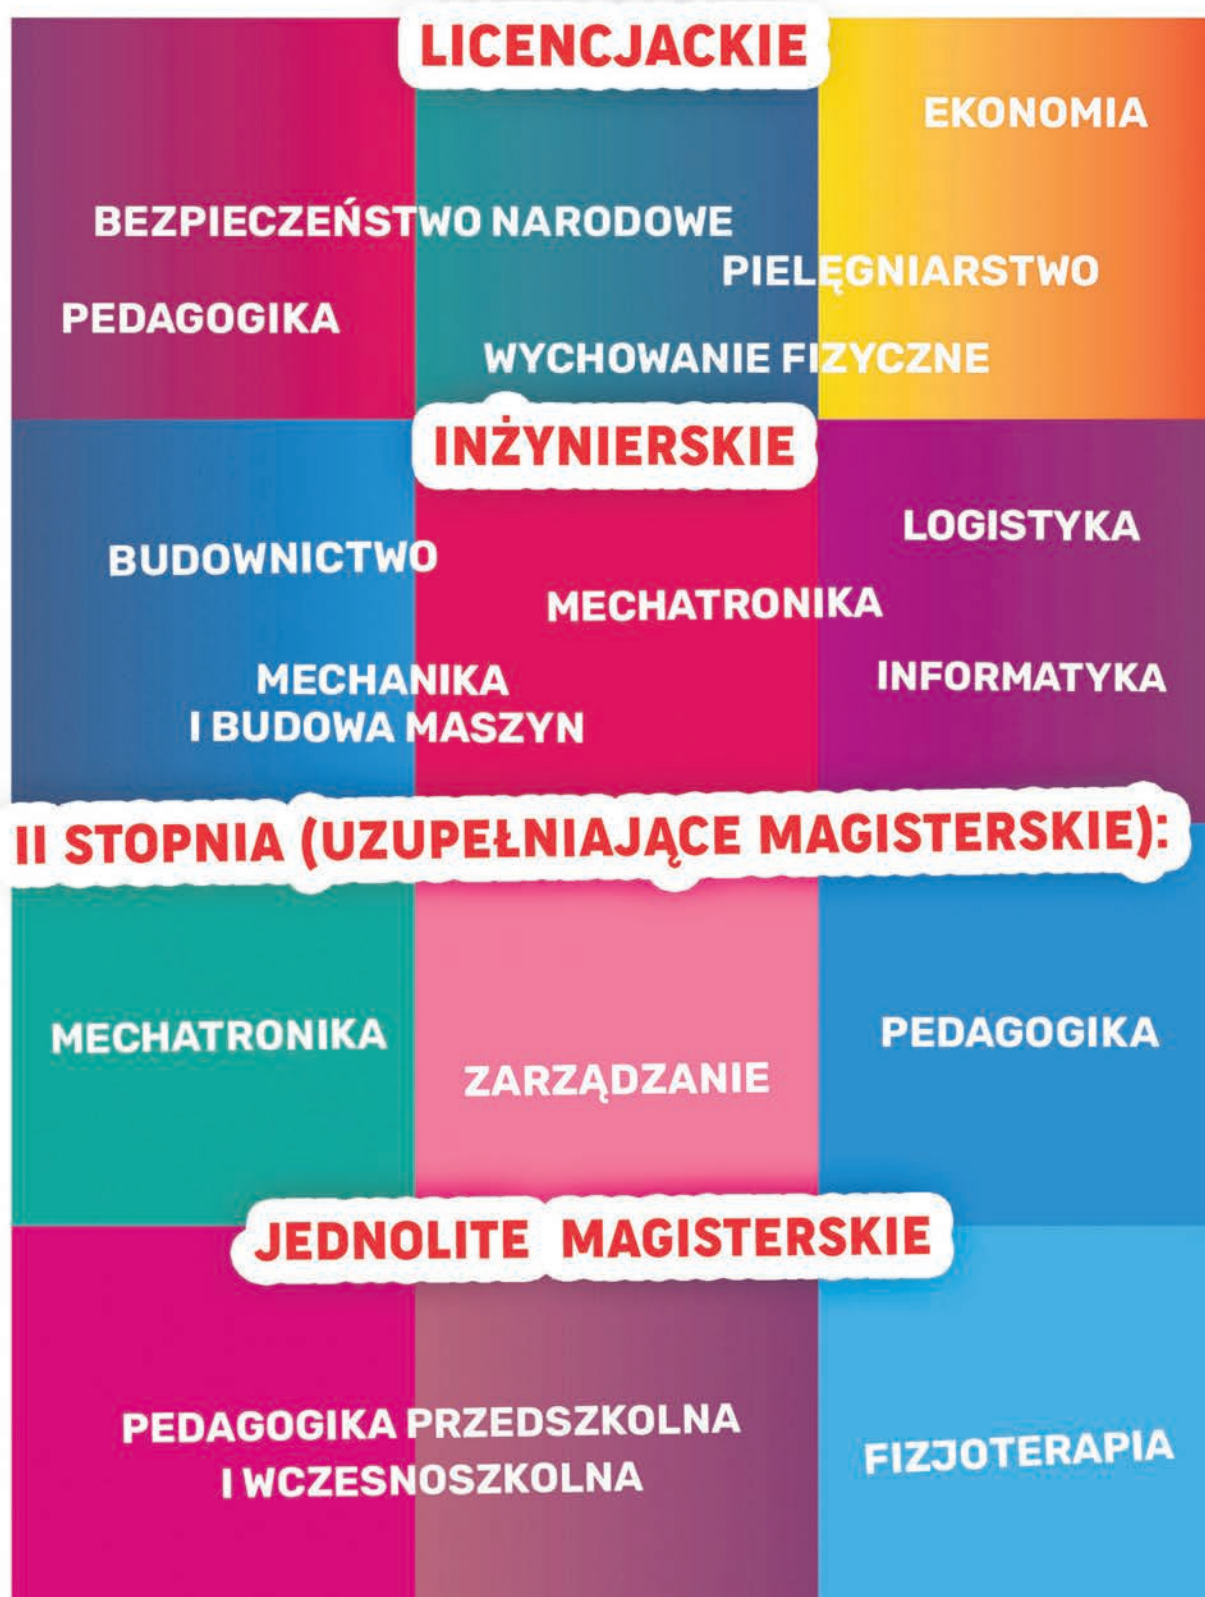 LICENCJACKIE
EKONOMIA
BEZPIECZEŃSTWO NARODOWE
PIELĘGNIARSTWO
PEDAGOGIKA
WYCHOWANIE FIZYCZNE
INŻYNIERSKIE
LOGISTYKA
BUDOWNICTWO
MECHATRONIKA
MECHANIKA
I BUDOWA MASZYN
INFORMATYKA
II STOPNIA (UZUPEŁNIAJĄCE MAGISTERSKIE):
MECHATRONIKA
ZARZĄDZANIE
PEDAGOGIKA
JEDNOLITE MAGISTERSKIE
PEDAGOGIKA PRZEDSZKOLNA
I WCZESNOSZKOLNA
FIZJOTERAPIA